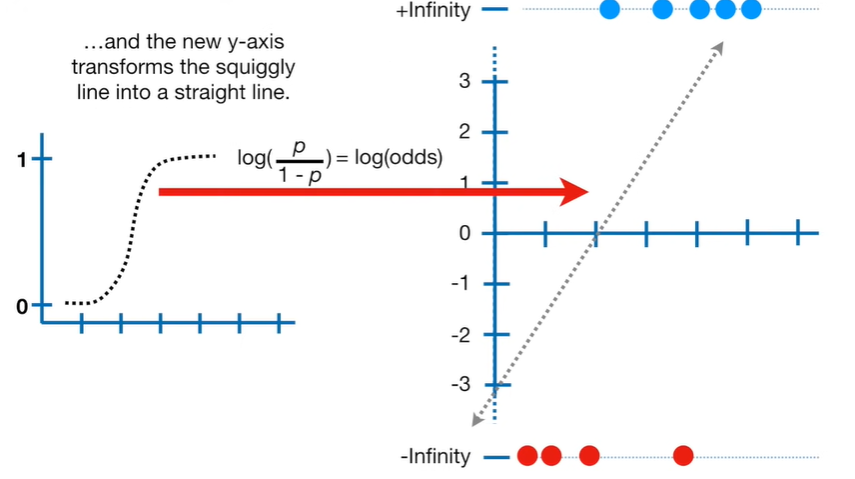 +Infinity
…and the new y-axis
transforms the squiggly
line into a straight line.
3
2
1
log(p/1 - p) = log(odds)
1
0
-1
0
-2
-3
-Infinity